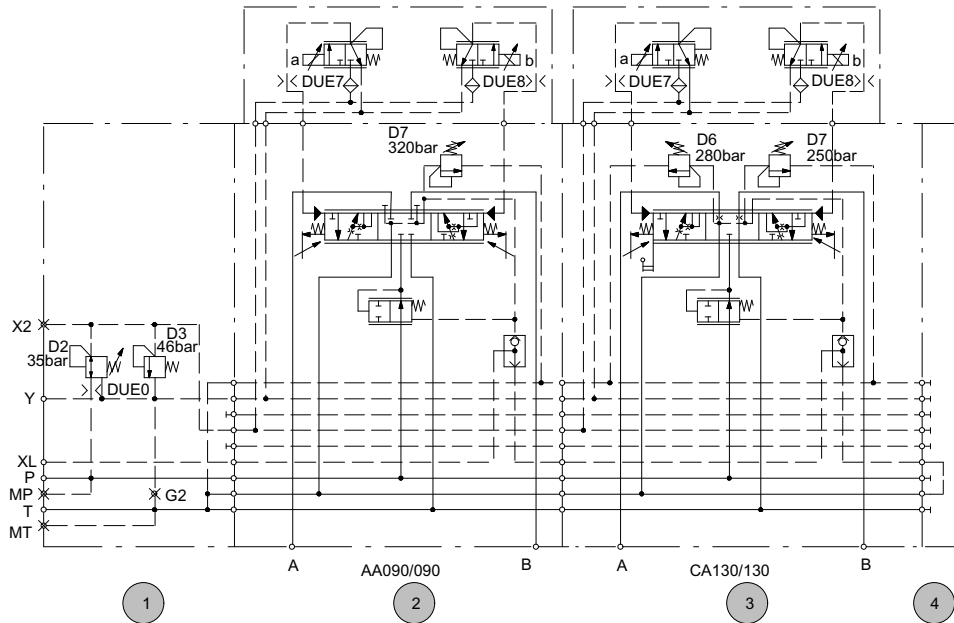 a
DUE7
DUE8
b
a
DUE7
DUE8
b
D7
320bar
D6
280bar
D7
250bar
X2
D2
35bar
D3
46bar
DUE0
Y
XL
P
MP
G2
T
MT
A
AA090/090
B
A
CA130/130
B
1
2
3
4